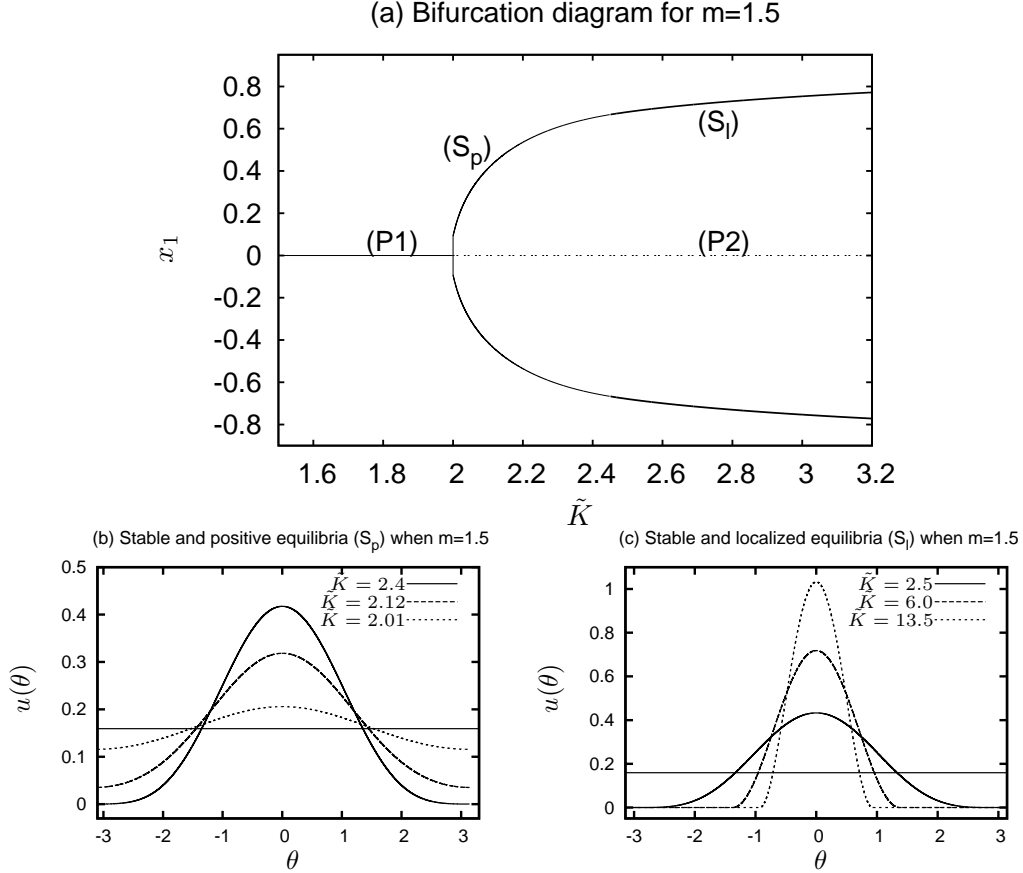 (a) Bifurcation diagram for m=1.5
0.8
0.6
0.4
0.2
0
-0.2
-0.4
-0.6
-0.8
x₁
(Sₚ)
(Sₗ)
(P1)
(P2)
1.6 1.8 2 2.2 2.4 2.6 2.8 3 3.2
K̃
(b) Stable and positive equilibria (Sₚ) when m=1.5
0.5
0.4
0.3
0.2
0.1
0
u(θ)
K̃ = 2.4
K̃ = 2.12
K̃ = 2.01
-3 -2 -1 0 1 2 3
θ
(c) Stable and localized equilibria (Sₗ) when m=1.5
1
0.8
0.6
0.4
0.2
0
u(θ)
K̃ = 2.5
K̃ = 6.0
K̃ = 13.5
-3 -2 -1 0 1 2 3
θ